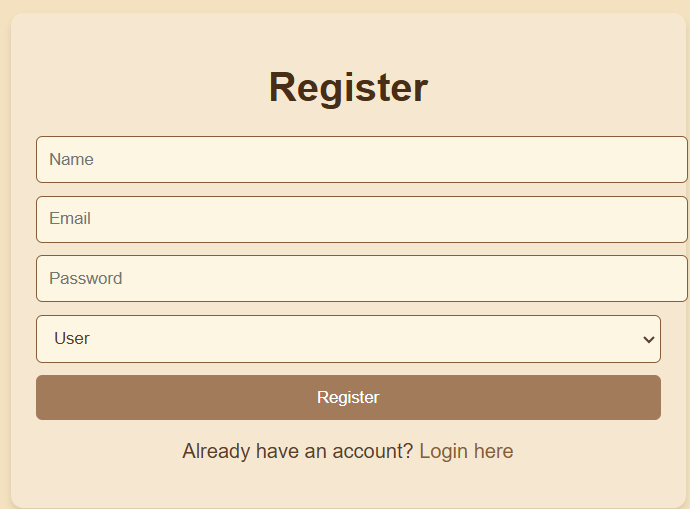 Register
Name
Email
Password
User
Register
Already have an account? Login here